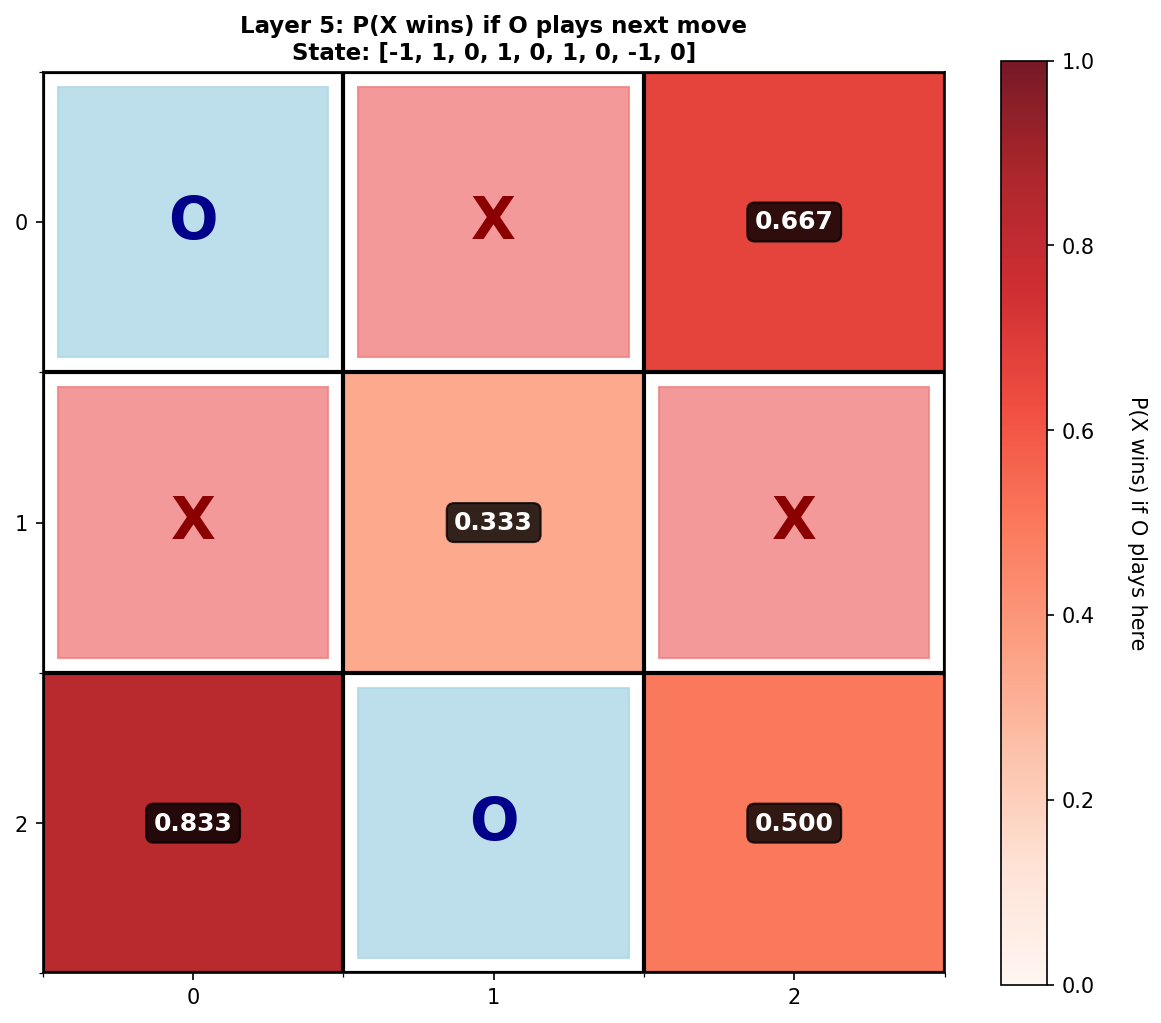 Layer 5: P(X wins) if O plays next move
State: [-1, 1, 0, 1, 0, 1, 0, -1, 0]
0
O
X
0.667
1
X
0.333
X
2
0.833
O
0.500
0
1
2
1.0
0.8
0.6
0.4
0.2
0.0
P(X wins) if O plays here